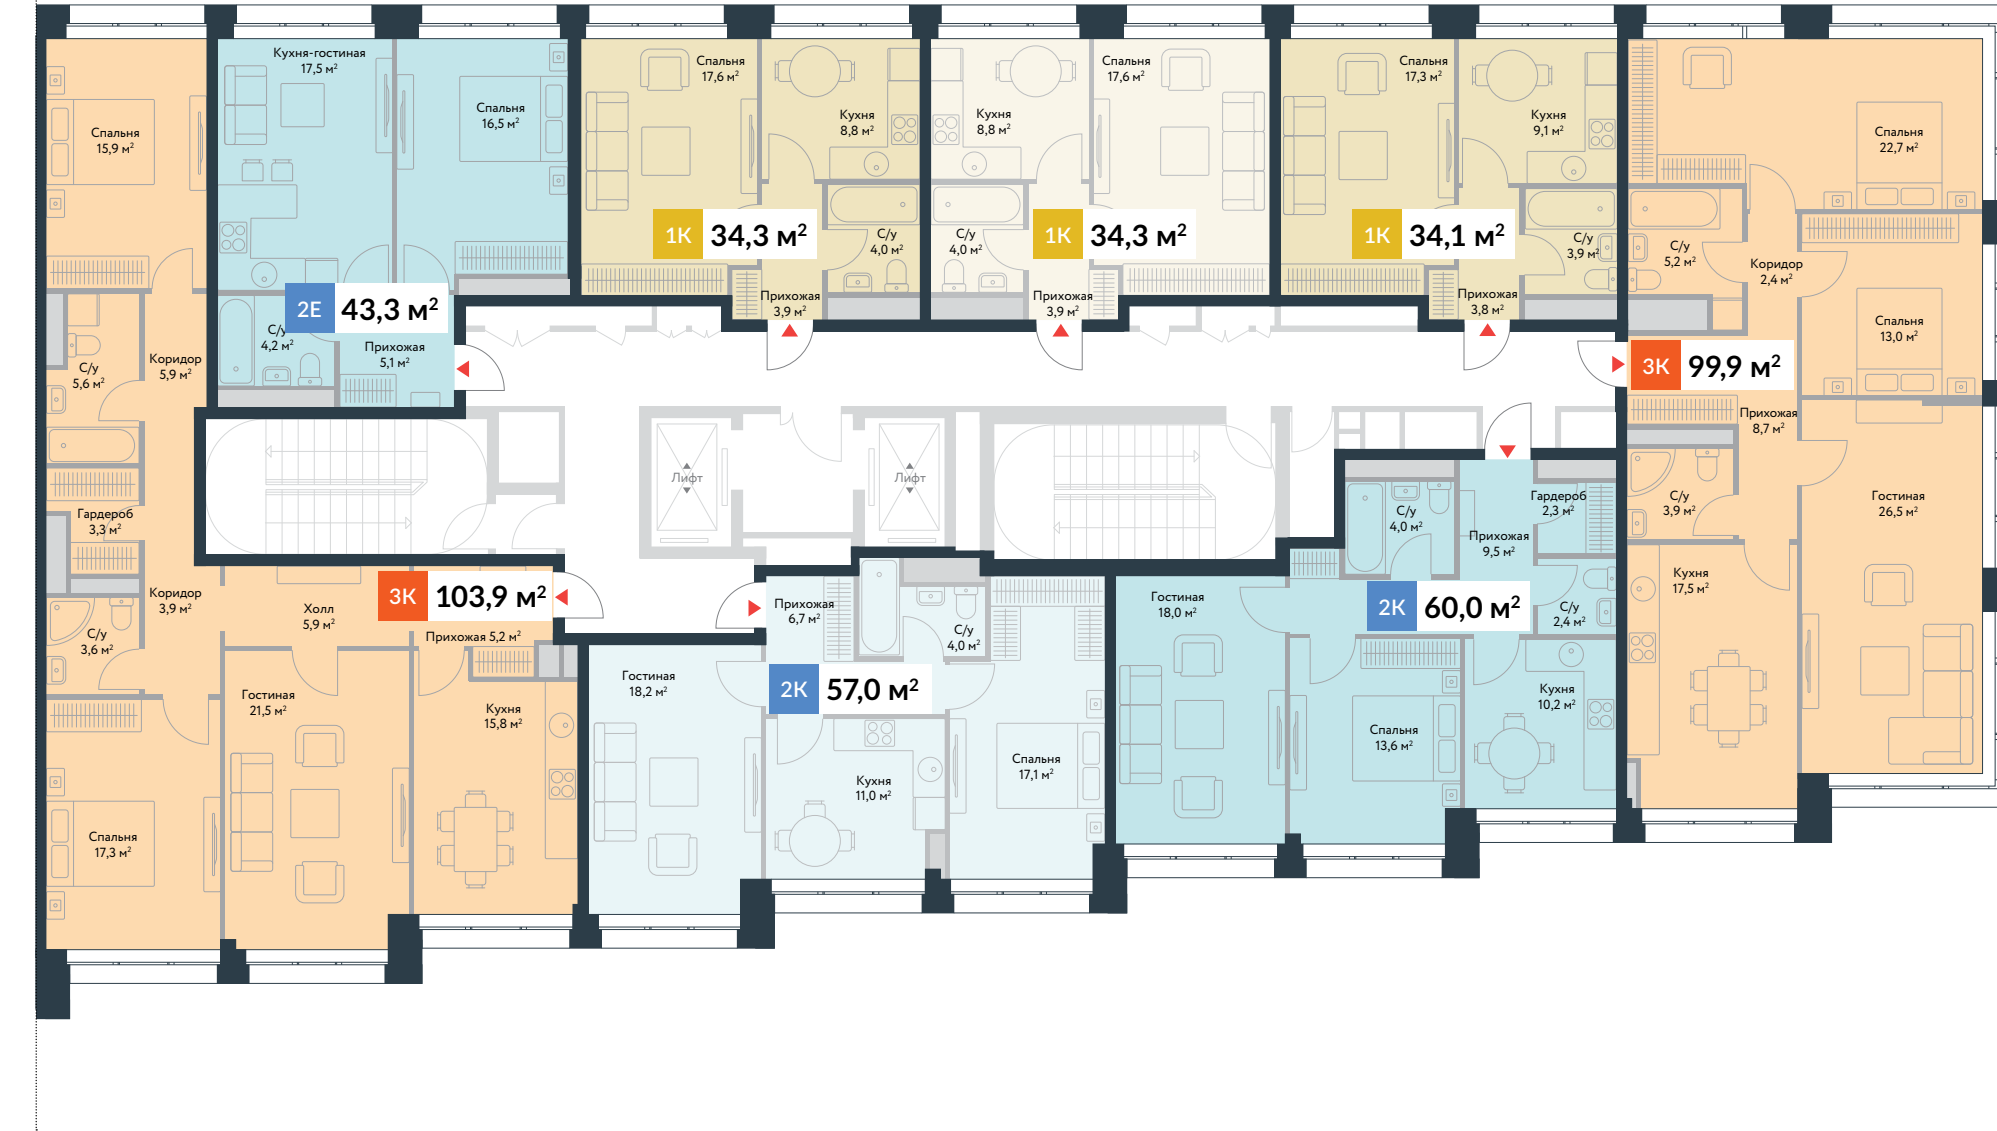 Спальня
15,9 м²
С/у
5,6 м²
Коридор
5,9 м²
Гардероб
3,3 м²
Коридор
3,9 м²
С/у
3,6 м²
Спальня
17,3 м²
Холл
5,9 м²
3К 103,9 м²
Прихожая 5,2 м²
Гостиная
21,5 м²
Кухня
15,8 м²
Кухня-гостиная
17,5 м²
Спальня
16,5 м²
2Е 43,3 м²
С/у
4,2 м²
Прихожая
5,1 м²
Спальня
17,6 м²
Кухня
8,8 м²
1К 34,3 м²
С/у
4,0 м²
Прихожая
3,9 м²
Кухня
8,8 м²
Спальня
17,6 м²
1К 34,3 м²
С/у
4,0 м²
Прихожая
3,9 м²
Спальня
17,3 м²
Кухня
9,1 м²
1К 34,1 м²
С/у
3,9 м²
Прихожая
3,8 м²
Спальня
22,7 м²
С/у
5,2 м²
Коридор
2,4 м²
Спальня
13,0 м²
3К 99,9 м²
Прихожая
8,7 м²
С/у
3,9 м²
Гостиная
26,5 м²
Кухня
17,5 м²
Лифт
Лифт
Прихожая
6,7 м²
С/у
4,0 м²
Гостиная
18,2 м²
2К 57,0 м²
Кухня
11,0 м²
Спальня
17,1 м²
С/у
4,0 м²
Гардероб
2,3 м²
Прихожая
9,5 м²
Гостиная
18,0 м²
2К 60,0 м²
С/у
2,4 м²
Спальня
13,6 м²
Кухня
10,2 м²